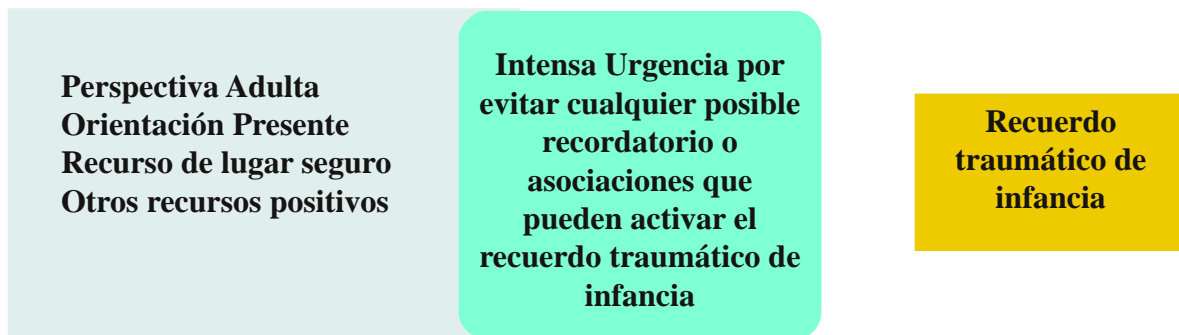 Perspectiva Adulta
Orientación Presente
Recurso de lugar seguro
Otros recursos positivos
Intensa Urgencia por
evitar cualquier posible
recordatorio o
asociaciones que
pueden activar el
recuerdo traumático de
infancia
Recuerdo
traumático de
infancia